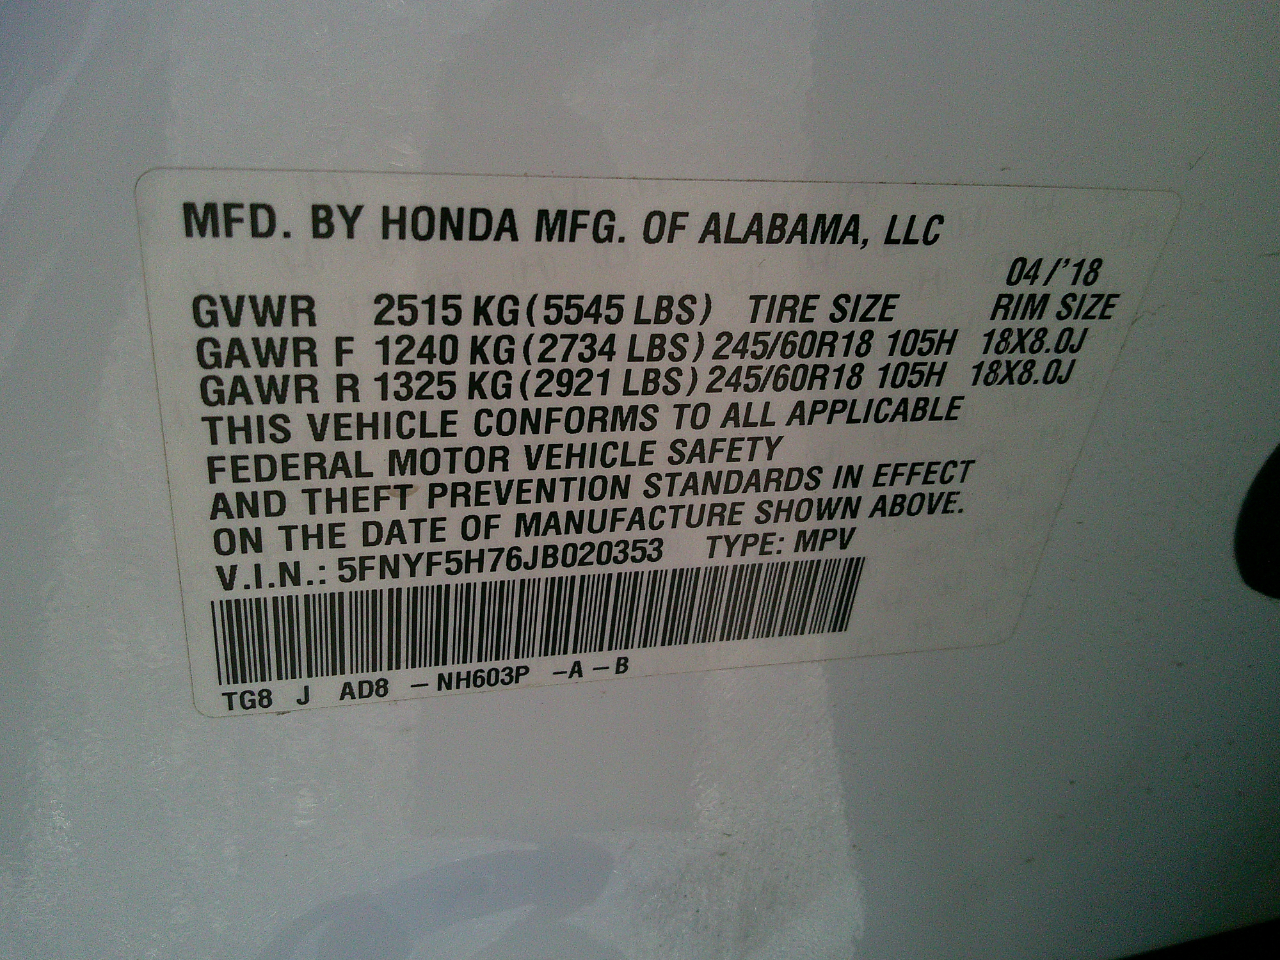 MFD. BY HONDA MFG. OF ALABAMA, LLC
04/'18
GVWR 2515 KG (5545 LBS) TIRE SIZE RIM SIZE
GAWR F 1240 KG (2734 LBS) 245/60R18 105H 18X8.0J
GAWR R 1325 KG (2921 LBS) 245/60R18 105H 18X8.0J
THIS VEHICLE CONFORMS TO ALL APPLICABLE
FEDERAL MOTOR VEHICLE SAFETY
AND THEFT PREVENTION STANDARDS IN EFFECT
ON THE DATE OF MANUFACTURE SHOWN ABOVE.
V.I.N.: 5FNYF5H76JB020353 TYPE: MPV
TG8 J AD8 – NH603P –A – B